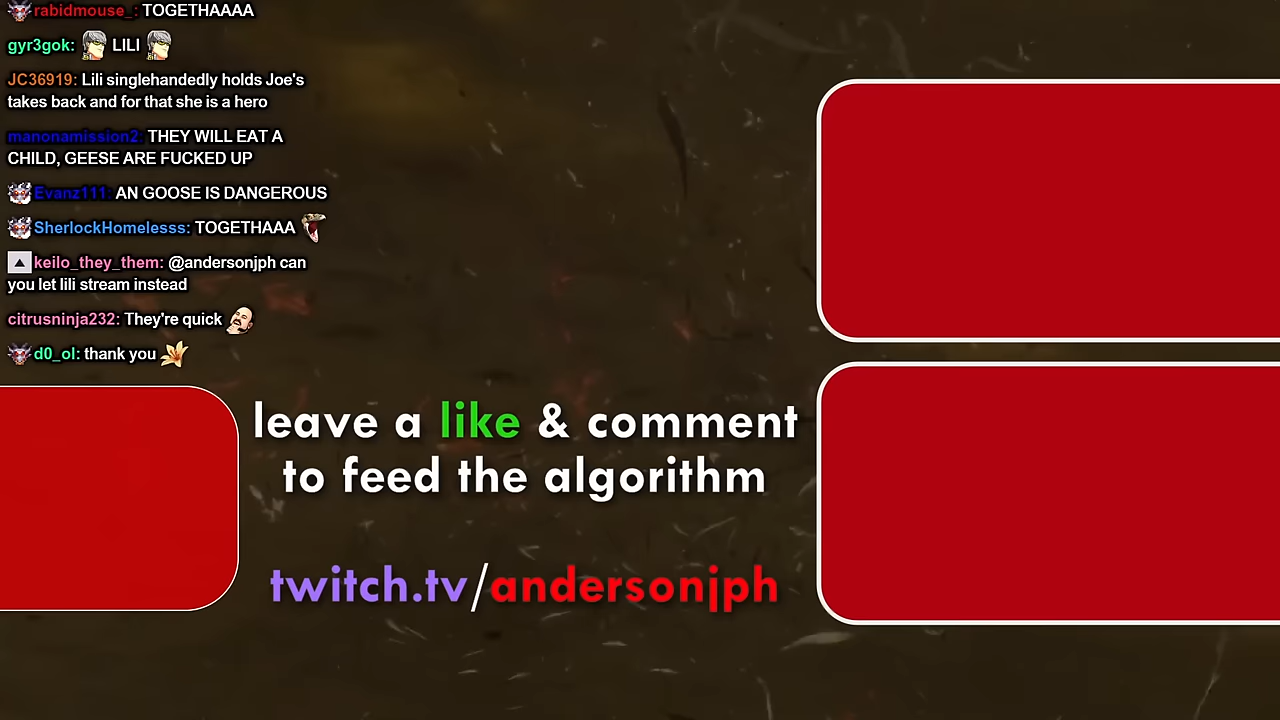 rabidmouse_: TOGETHAAAA
gyr3gok: LILI
JC36919: Lili singlehandedly holds Joe's
takes back and for that she is a hero
manonamission2: THEY WILL EAT A
CHILD, GEESE ARE FUCKED UP
Evanz111: AN GOOSE IS DANGEROUS
SherlockHomelesss: TOGETHAAA
keilo_they_them: @andersonjph can
you let lili stream instead
citrusninja232: They're quick
d0_ol: thank you
leave a like & comment
to feed the algorithm
twitch.tv/andersonjph